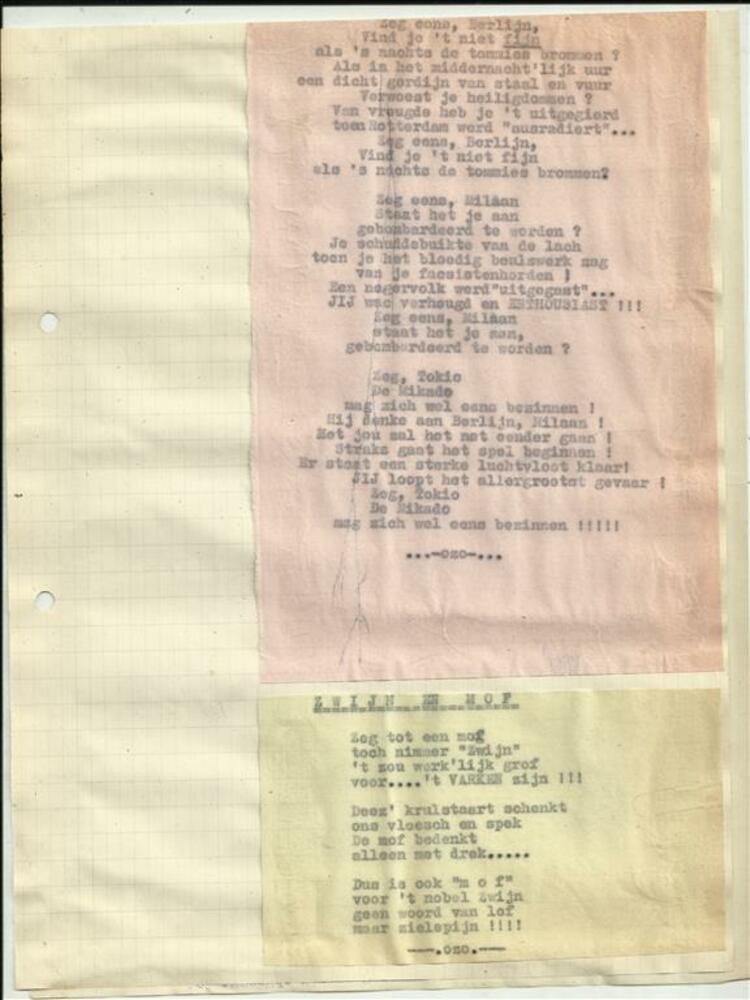 Zeg eens, Berlijn,
Vind je 't niet fijn
als 's nachts de tommies brommen ?
Als in het middernacht'lijk uur
een dicht gordijn van staal en vuur
Verwoest je heiligdommen ?
Van vreugde heb je 't uitgegierd
toen Rotterdam werd "ausradiert"...
Zeg eens, Berlijn,
Vind je 't niet fijn
als 's nachts de tommies brommen?
Zeg eens, Milaan
Staat het je aan
gebombardeerd te worden ?
Je schuddebuikte van de lach
toen je het bloedig beulswerk zag
van je fascistenhorden !
Een negervolk werd "uitgegast"...
JIJ was verheugd en ENTHOUSIAST !!!
Zeg eens, Milaan
staat het je aan,
gebombardeerd te worden ?
Zeg, Tokio
De Mikado
mag zich wel eens bezinnen !
Hij denke aan Berlijn, Milaan !
Met jou zal het net eender gaan !
Straks gaat het spel beginnen !
Er staat een sterke luchtvloot klaar!
JIJ loopt het allergrootst gevaar !
Zeg, Tokio
De Mikado
mag zich wel eens bezinnen !!!!!
...-ozo-...
ZWIJN EN MOF
Zeg tot een mof
toch nimmer "Zwijn"
't zou werk'lijk grof
voor....'t VARKEN zijn !!!
Deez' krulstaart schenkt
ons vleesch en spek
De mof bedenkt
alleen met drek.....
Dus is ook "m o f"
voor 't nobel Zwijn
geen woord van lof
maar zielepijn !!!!
----.ozo.----